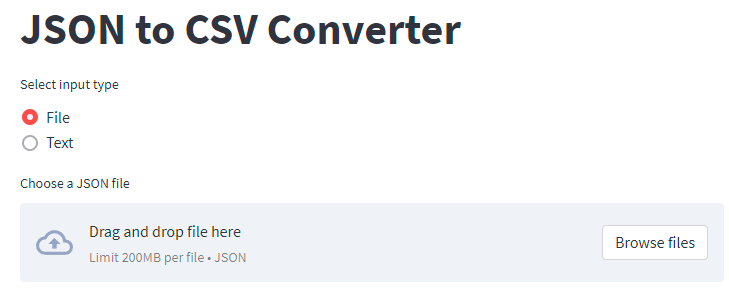 JSON to CSV Converter
Select input type
File
Text
Choose a JSON file
Drag and drop file here
Limit 200MB per file • JSON
Browse files